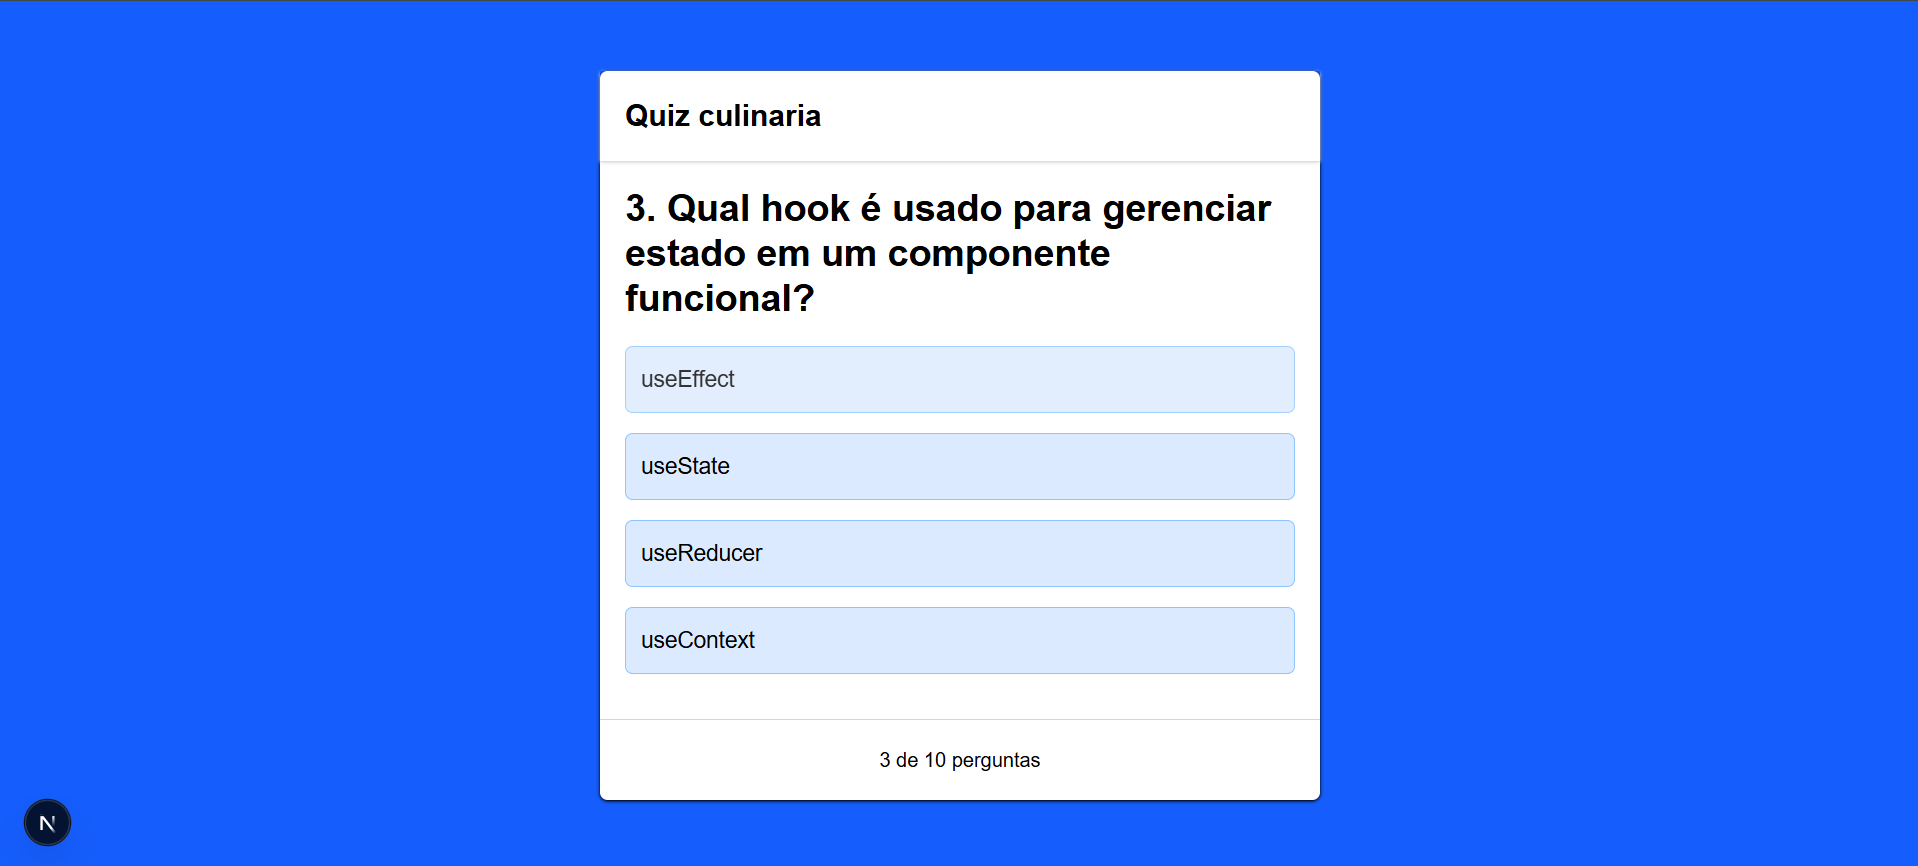 Quiz culinaria
3. Qual hook é usado para gerenciar
estado em um componente
funcional?
useEffect
useState
useReducer
useContext
3 de 10 perguntas
N